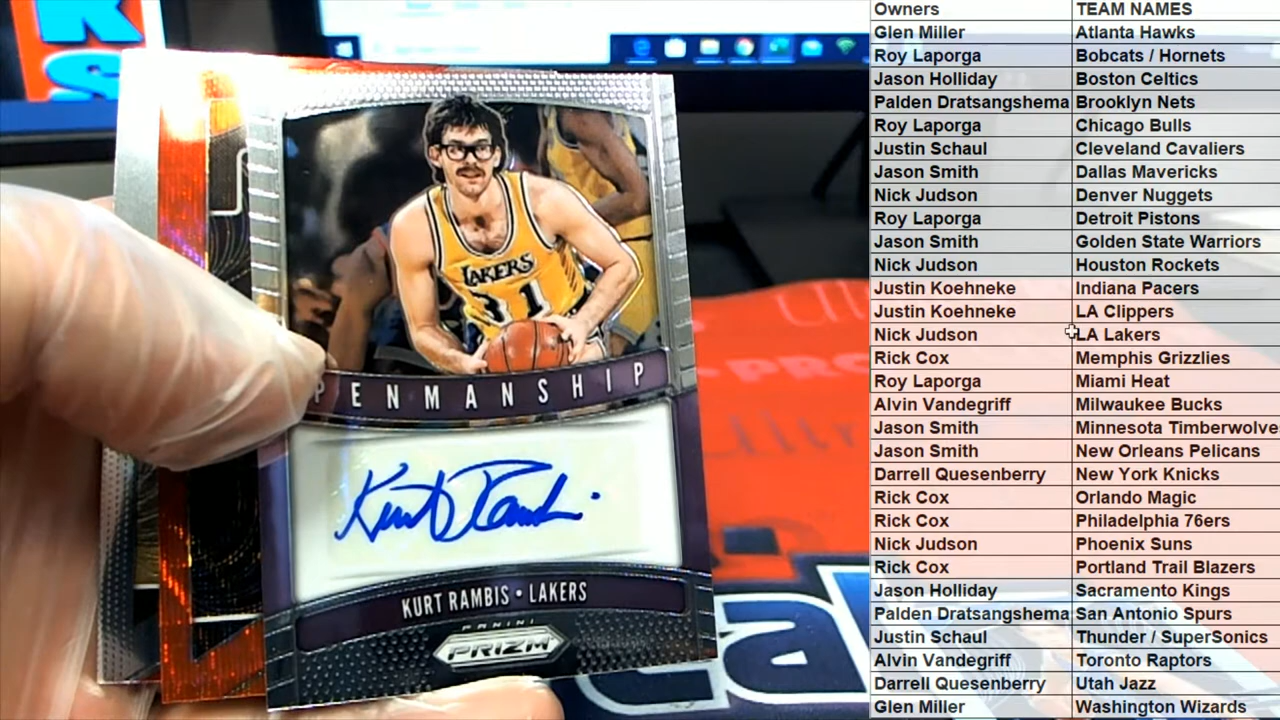 K
S
LAKERS
31
PENMANSHIP
Kurt Rambis
KURT RAMBIS • LAKERS
PANINI
PRIZM
PRO
Owners TEAM NAMES
Glen Miller Atlanta Hawks
Roy Laporga Bobcats / Hornets
Jason Holliday Boston Celtics
Palden Dratsangshema Brooklyn Nets
Roy Laporga Chicago Bulls
Justin Schaul Cleveland Cavaliers
Jason Smith Dallas Mavericks
Nick Judson Denver Nuggets
Roy Laporga Detroit Pistons
Jason Smith Golden State Warriors
Nick Judson Houston Rockets
Justin Koehneke Indiana Pacers
Justin Koehneke LA Clippers
Nick Judson LA Lakers
Rick Cox Memphis Grizzlies
Roy Laporga Miami Heat
Alvin Vandegriff Milwaukee Bucks
Jason Smith Minnesota Timberwolve
Jason Smith New Orleans Pelicans
Darrell Quesenberry New York Knicks
Rick Cox Orlando Magic
Rick Cox Philadelphia 76ers
Nick Judson Phoenix Suns
Rick Cox Portland Trail Blazers
Jason Holliday Sacramento Kings
Palden Dratsangshema San Antonio Spurs
Justin Schaul Thunder / SuperSonics
Alvin Vandegriff Toronto Raptors
Darrell Quesenberry Utah Jazz
Glen Miller Washington Wizards